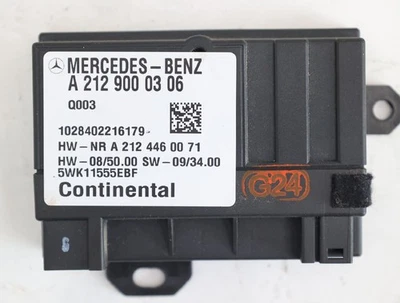 MERCEDES-BENZ
A 212 900 03 06
Q003
1028402216179
HW-NR A 212 446 00 71
HW-08/50.00 SW-09/34.00
5WK11555EBF
Continental
G24